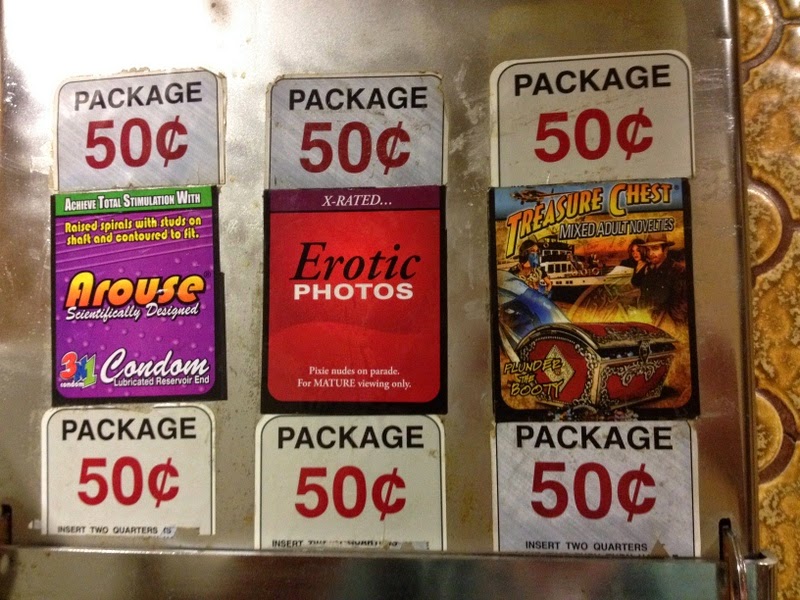 PACKAGE
50¢
PACKAGE
50¢
PACKAGE
50¢
ACHIEVE TOTAL STIMULATION WITH
Raised spirals with studs on
shaft and contoured to fit.
Arouse®
Scientifically Designed
3 IN 1
condom
Condom
Lubricated Reservoir End
X-RATED...
Erotic
PHOTOS
Pixie nudes on parade.
For MATURE viewing only.
TREASURE CHEST®
MIXED ADULT NOVELTIES
PLUNDER
THE
BOOTY
PACKAGE
50¢
INSERT TWO QUARTERS
PACKAGE
50¢
INSERT
PACKAGE
50¢
INSERT TWO QUARTERS